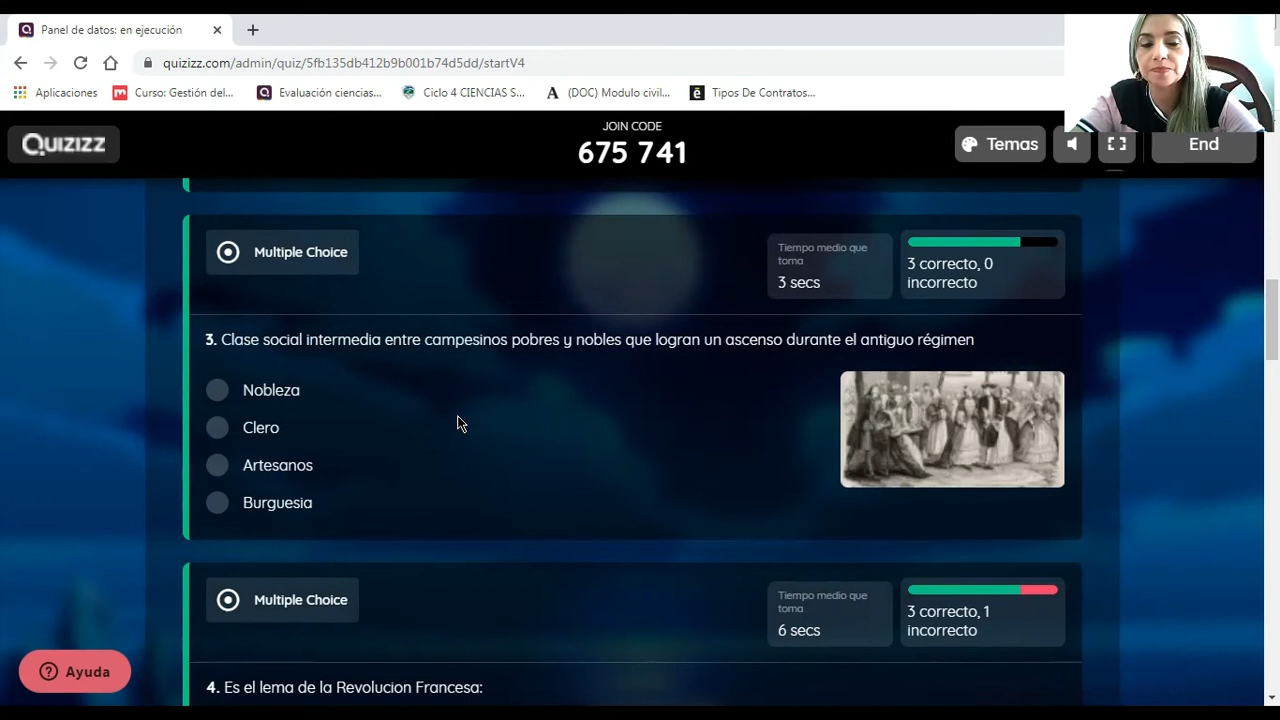 Panel de datos: en ejecución
quizizz.com/admin/quiz/5fb135db412b9b001b74d5dd/startV4
Aplicaciones
Curso: Gestión del...
Evaluación ciencias...
Ciclo 4 CIENCIAS S...
(DOC) Modulo civil...
Tipos De Contratos...
Quizizz
JOIN CODE
675 741
Temas
End
Multiple Choice
Tiempo medio que
toma
3 secs
3 correcto, 0
incorrecto
3. Clase social intermedia entre campesinos pobres y nobles que logran un ascenso durante el antiguo régimen
Nobleza
Clero
Artesanos
Burguesia
Multiple Choice
Tiempo medio que
toma
6 secs
3 correcto, 1
incorrecto
4. Es el lema de la Revolucion Francesa:
Ayuda